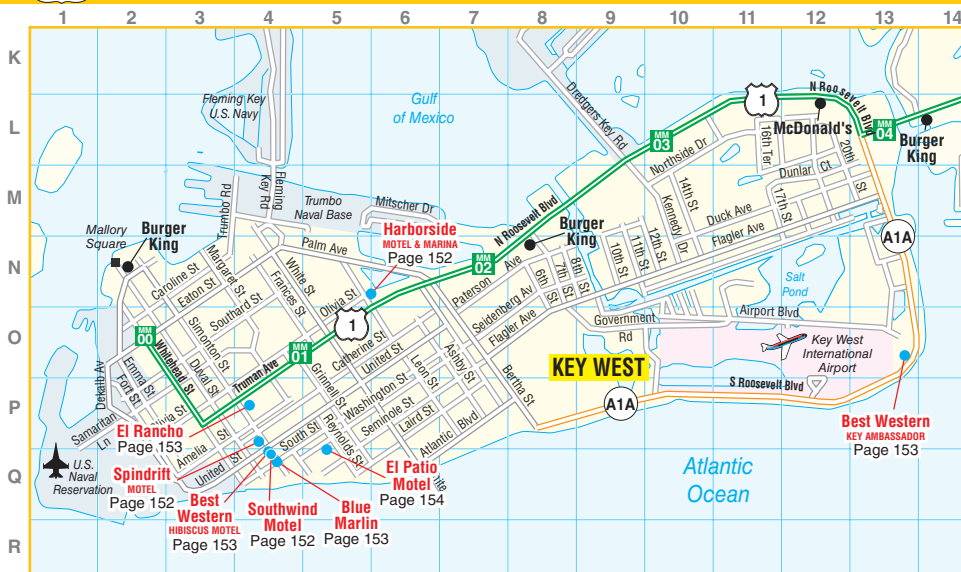 1 2 3 4 5 6 7 8 9 10 11 12 13 14
K
L
M
N
O
P
Q
R
Fleming Key
U.S. Navy
Gulf
of Mexico
Dredgers Key Rd
1
N Roosevelt Blvd
McDonald's
MM
04
Burger
King
MM
03
Northside Dr
16th Ter
20th
St
Dunlar Ct
17th St
14th St
Kennedy Dr
Duck Ave
Flagler Ave
A1A
Trumbo Rd
Fleming
Key Rd
Trumbo
Naval Base
Mitscher Dr
Harborside
MOTEL & MARINA
Page 152
N Roosevelt Blvd
Burger
King
10th St
11th St
12th St
Mallory
Square
Burger
King
Palm Ave
MM
02
Paterson Ave
6th St
7th St
8th St
Salt
Pond
Caroline St
Eaton St
Margaret St
Southard St
White St
Frances St
Olivia St
1
Seidenberg Av
Flagler Ave
Government
Rd
Airport Blvd
Key West
International
Airport
MM
00
Whitehead St
Simonton St
Duval St
MM
01
Truman Ave
Catherine St
United St
Grinnell St
Leon St
Ashby St
Bertha St
KEY WEST
S Roosevelt Blvd
A1A
Dekalb Av
Emma St
Fort St
Olivia St
Samaritan
Ln
Amelia St
United St
South St
Reynolds St
Washington St
Seminole St
Laird St
Atlantic Blvd
El Rancho
Page 153
Best Western
KEY AMBASSADOR
Page 153
U.S.
Naval
Reservation
Spindrift
MOTEL
Page 152
Best
Western
HIBISCUS MOTEL
Page 153
Southwind
Motel
Page 152
Blue
Marlin
Page 153
El Patio
Motel
Page 154
Atlantic
Ocean